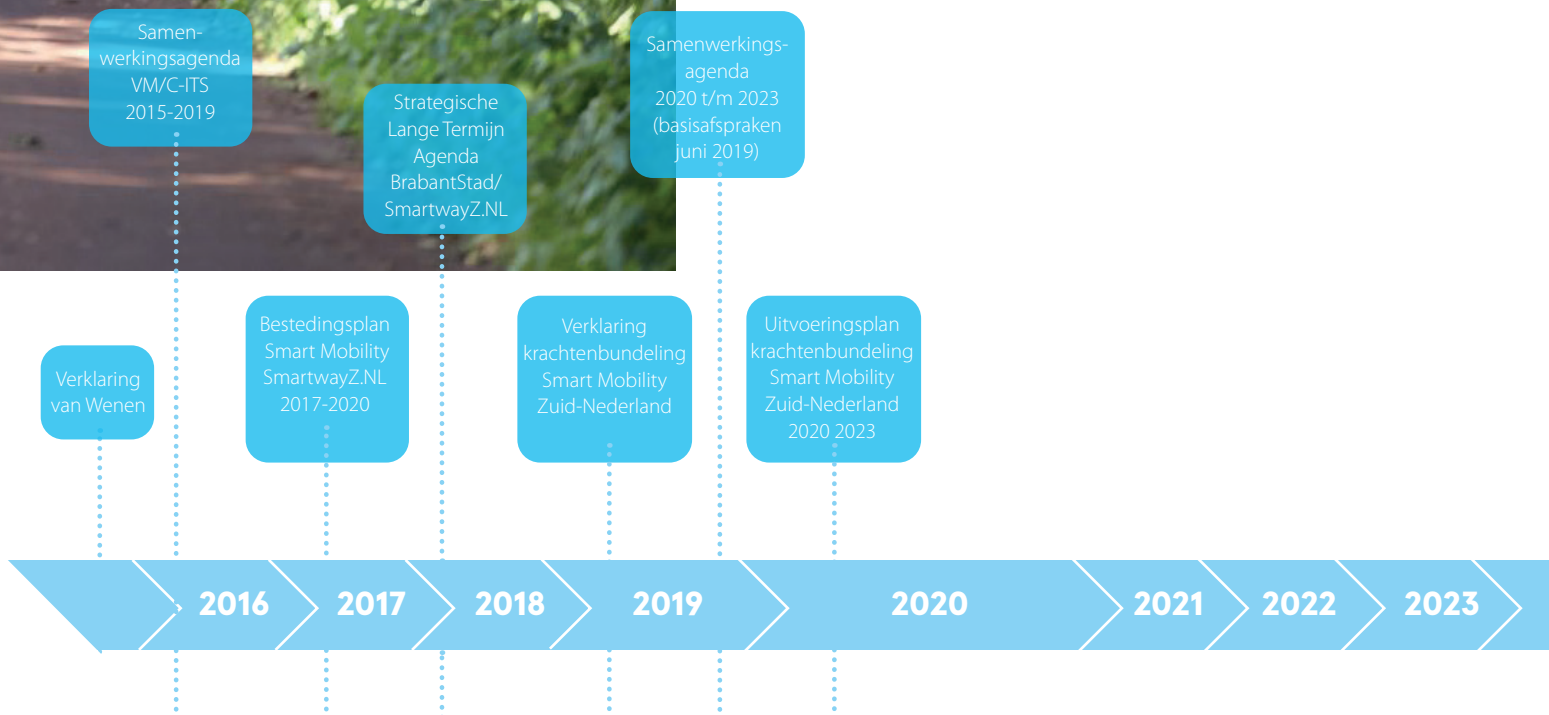 Samen-
werkingsagenda
VM/C-ITS
2015-2019
Strategische
Lange Termijn
Agenda
BrabantStad/
SmartwayZ.NL
Samenwerkings-
agenda
2020 t/m 2023
(basisafspraken
juni 2019)
Verklaring
van Wenen
Bestedingsplan
Smart Mobility
SmartwayZ.NL
2017-2020
Verklaring
krachtenbundeling
Smart Mobility
Zuid-Nederland
Uitvoeringsplan
krachtenbundeling
Smart Mobility
Zuid-Nederland
2020 2023
2016 2017 2018 2019 2020 2021 2022 2023